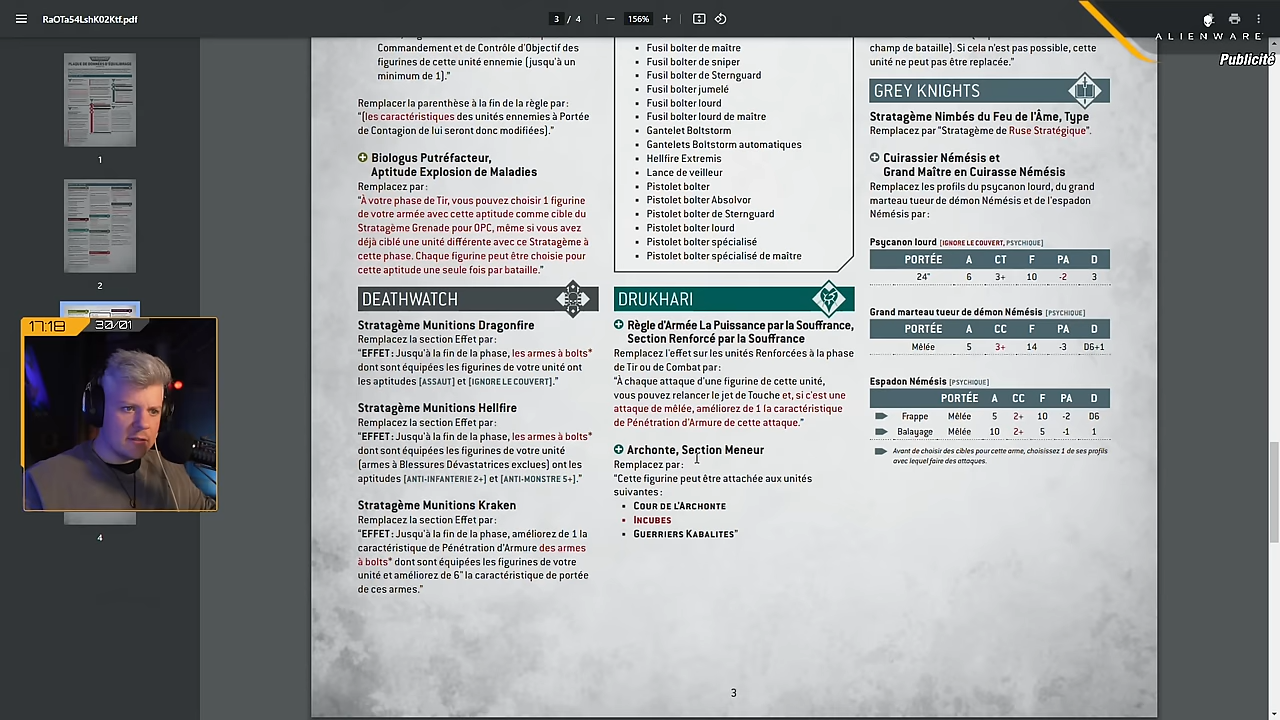 RaOTa54LshK02Ktf.pdf
3 / 4
156%
ALIENWARE
Publicité
1
2
4
17:18
30/01
Commandement et de Contrôle d'Objectif des
figurines de cette unité ennemie (jusqu'à un
minimum de 1)."
Remplacer la parenthèse à la fin de la règle par :
"(les caractéristiques des unités ennemies à Portée
de Contagion de lui seront donc modifiées)."
Biologus Putréfacteur,
Aptitude Explosion de Maladies
Remplacez par :
"À votre phase de Tir, vous pouvez choisir 1 figurine
de votre armée avec cette aptitude comme cible du
Stratagème Grenade pour 0PC, même si vous avez
déjà ciblé une unité différente avec ce Stratagème à
cette phase. Chaque figurine peut être choisie pour
cette aptitude une seule fois par bataille."
DEATHWATCH
Stratagème Munitions Dragonfire
Remplacez la section Effet par :
"EFFET : Jusqu'à la fin de la phase, les armes à bolts*
dont sont équipées les figurines de votre unité ont
les aptitudes [ASSAUT] et [IGNORE LE COUVERT]."
Stratagème Munitions Hellfire
Remplacez la section Effet par :
"EFFET : Jusqu'à la fin de la phase, les armes à bolts*
dont sont équipées les figurines de votre unité
(armes à Blessures Dévastatrices exclues) ont les
aptitudes [ANTI-INFANTERIE 2+] et [ANTI-MONSTRE 5+]."
Stratagème Munitions Kraken
Remplacez la section Effet par :
"EFFET : Jusqu'à la fin de la phase, améliorez de 1 la
caractéristique de Pénétration d'Armure des armes
à bolts* dont sont équipées les figurines de votre
unité et améliorez de 6" la caractéristique de portée
de ces armes."
Fusil bolter de maître
Fusil bolter de sniper
Fusil bolter de Sternguard
Fusil bolter jumelé
Fusil bolter lourd
Fusil bolter lourd de maître
Gantelet Boltstorm
Gantelets Boltstorm automatiques
Hellfire Extremis
Lance de veilleur
Pistolet bolter
Pistolet bolter Absolvor
Pistolet bolter de Sternguard
Pistolet bolter lourd
Pistolet bolter spécialisé
Pistolet bolter spécialisé de maître
DRUKHARI
Règle d'Armée La Puissance par la Souffrance,
Section Renforcé par la Souffrance
Remplacez l'effet sur les unités Renforcées à la phase
de Tir ou de Combat par :
"À chaque attaque d'une figurine de cette unité,
vous pouvez relancer le jet de Touche et, si c'est une
attaque de mêlée, améliorez de 1 la caractéristique
de Pénétration d'Armure de cette attaque."
Archonte, Section Meneur
Remplacez par :
"Cette figurine peut être attachée aux unités
suivantes :
• COUR DE L'ARCHONTE
• INCUBES
• GUERRIERS KABALITES"
champ de bataille). Si cela n'est pas possible, cette
unité ne peut pas être replacée."
GREY KNIGHTS
Stratagème Nimbés du Feu de l'Âme, Type
Remplacez par "Stratagème de Ruse Stratégique".
Cuirassier Némésis et
Grand Maître en Cuirasse Némésis
Remplacez les profils du psycanon lourd, du grand
marteau tueur de démon Némésis et de l'espadon
Némésis par :
Psycanon lourd [IGNORE LE COUVERT, PSYCHIQUE]
PORTÉE A CT F PA D
24" 6 3+ 10 -2 3
Grand marteau tueur de démon Némésis [PSYCHIQUE]
PORTÉE A CC F PA D
Mêlée 5 3+ 14 -3 D6+1
Espadon Némésis [PSYCHIQUE]
PORTÉE A CC F PA D
Frappe Mêlée 5 2+ 10 -2 D6
Balayage Mêlée 10 2+ 5 -1 1
Avant de choisir des cibles pour cette arme, choisissez 1 de ses profils
avec lequel faire des attaques.
3